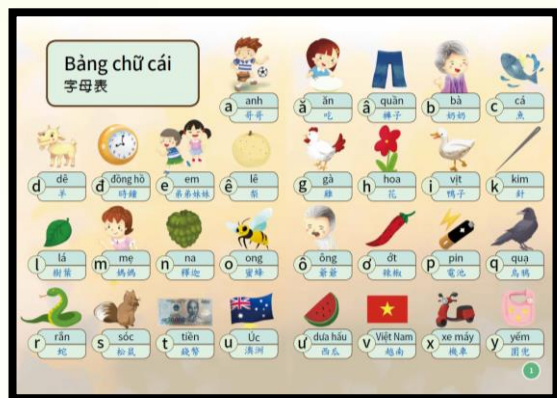 Bảng chữ cái
字母表
a anh
哥哥
ă ăn
吃
â quần
褲子
b bà
奶奶
c cá
魚
d dê
羊
đ đồng hồ
時鐘
e em
弟弟妹妹
ê lê
梨
g gà
雞
h hoa
花
i vịt
鴨子
k kim
針
l lá
樹葉
m mẹ
媽媽
n na
釋迦
o ong
蜜蜂
ô ông
爺爺
ơ ớt
辣椒
p pin
電池
q quạ
烏鴉
r rắn
蛇
s sóc
松鼠
t tiền
錢幣
u Úc
澳洲
ư dưa hấu
西瓜
v Việt Nam
越南
x xe máy
機車
y yếm
圍兜
1